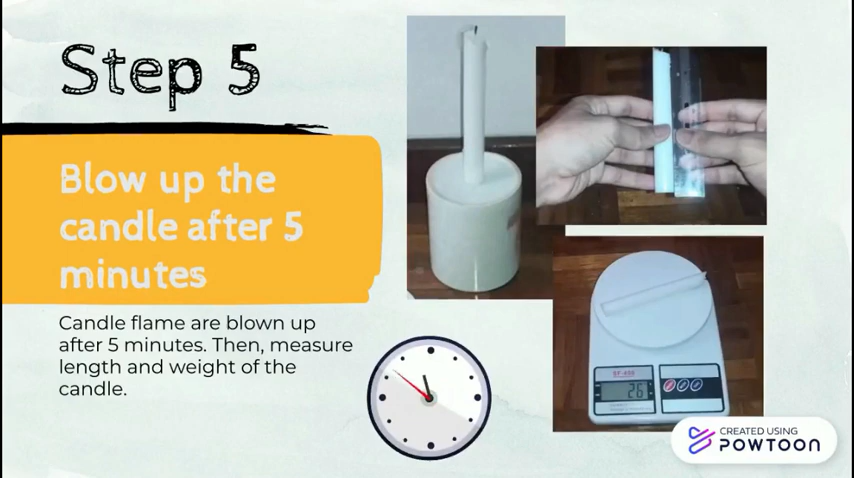 Step 5
Blow up the
candle after 5
minutes
Candle flame are blown up
after 5 minutes. Then, measure
length and weight of the
candle.
SF-400
26
CREATED USING
POWTOON